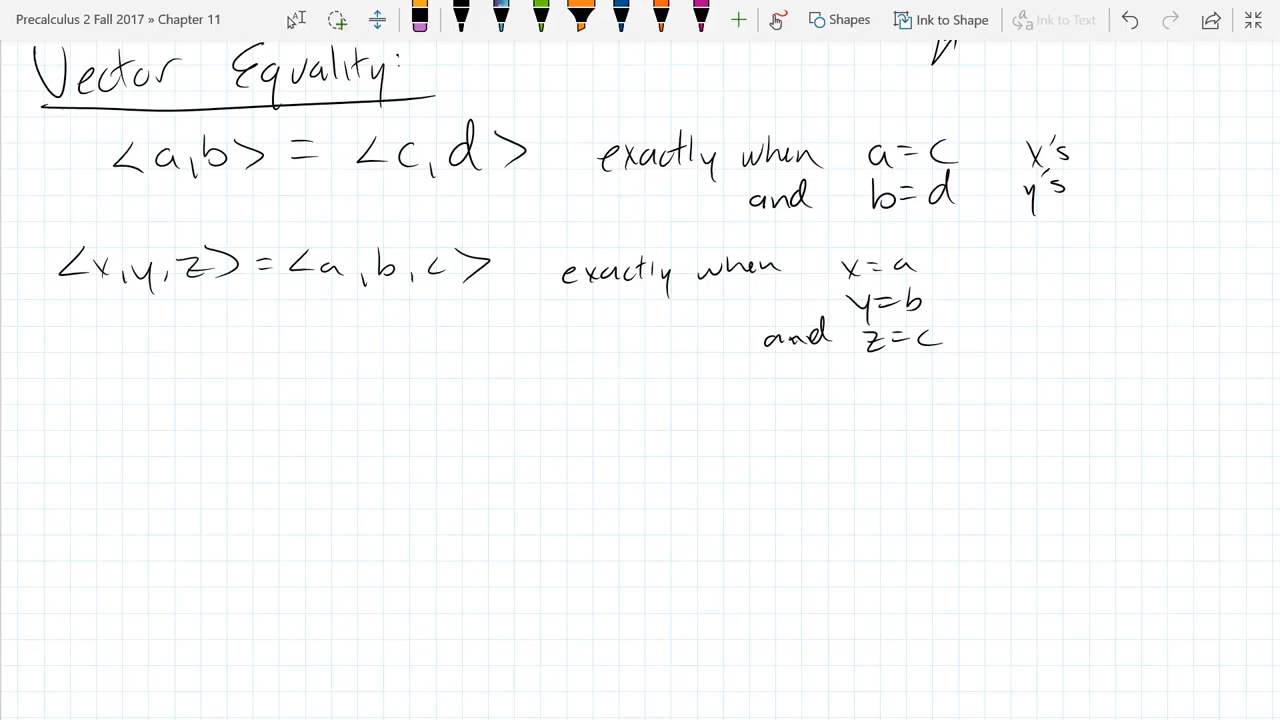 Precalculus 2 Fall 2017 » Chapter 11
Shapes
Ink to Shape
Ink to Text
Vector Equality:
<a,b> = <c,d> exactly when a=c x's
and b=d y's
<x,y,z> = <a,b,c> exactly when x=a
y=b
and z=c